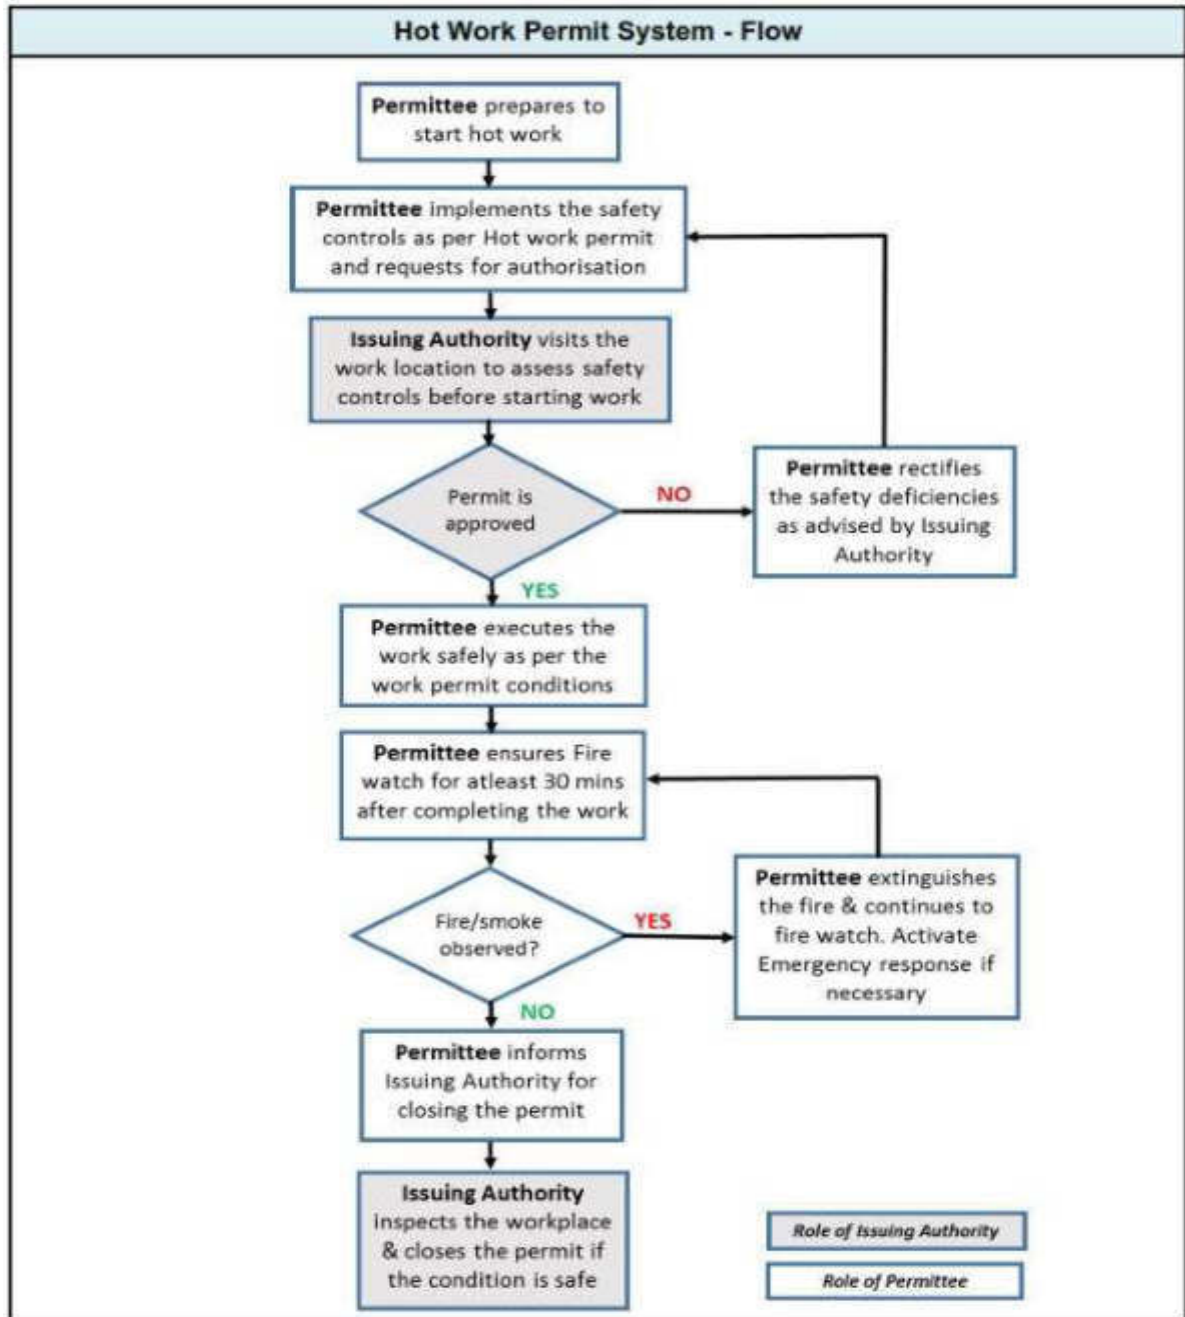 Hot Work Permit System - Flow
Permittee prepares to
start hot work
Permittee implements the safety
controls as per Hot work permit
and requests for authorisation
Issuing Authority visits the
work location to assess safety
controls before starting work
Permit is
approved
NO
Permittee rectifies
the safety deficiencies
as advised by Issuing
Authority
YES
Permittee executes the
work safely as per the
work permit conditions
Permittee ensures Fire
watch for atleast 30 mins
after completing the work
Fire/smoke
observed?
YES
Permittee extinguishes
the fire & continues to
fire watch. Activate
Emergency response if
necessary
NO
Permittee informs
Issuing Authority for
closing the permit
Issuing Authority
inspects the workplace
& closes the permit if
the condition is safe
Role of Issuing Authority
Role of Permittee